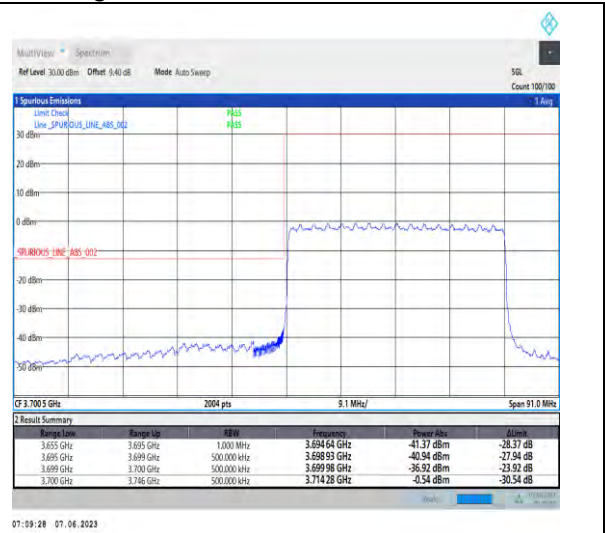 MultiView Spectrum
Ref Level 30.00 dBm Offset 9.40 dB Mode Auto Sweep SGL
Count 100/100
1 Spurious Emissions 1 Avg
Limit Check PASS
Line _SPURIOUS_LINE_ABS_002 PASS
30 dBm
20 dBm
10 dBm
0 dBm
SPURIOUS_LINE_ABS_002
-20 dBm
-30 dBm
-40 dBm
-50 dBm
CF 3.7005 GHz 2004 pts 9.1 MHz/ Span 91.0 MHz
2 Result Summary
Range Low Range Up RBW Frequency Power Abs ΔLimit
3.655 GHz 3.695 GHz 1.000 MHz 3.694 64 GHz -41.37 dBm -28.37 dB
3.695 GHz 3.699 GHz 500.000 kHz 3.698 93 GHz -40.94 dBm -27.94 dB
3.699 GHz 3.700 GHz 500.000 kHz 3.699 98 GHz -36.92 dBm -23.92 dB
3.700 GHz 3.746 GHz 500.000 kHz 3.714 28 GHz -0.54 dBm -30.54 dB
07:09:28 07.06.2023